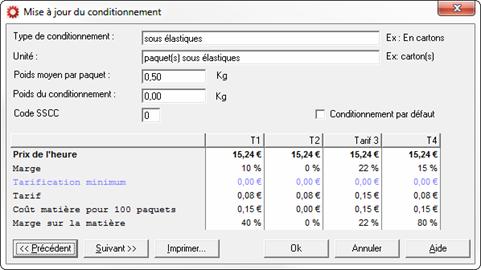 Mise à jour du conditionnement
Type de conditionnement : sous élastiques Ex : En cartons
Unité : paquet(s) sous élastiques Ex: carton(s)
Poids moyen par paquet : 0,50 Kg
Poids du conditionnement : 0,00 Kg
Code SSCC 0 Conditionnement par défaut
T1 T2 Tarif 3 T4
Prix de l'heure 15,24 € 15,24 € 15,24 € 15,24 €
Marge 10 % 0 % 22 % 15 %
Tarification minimum 0,00 € 0,00 € 0,00 € 0,00 €
Tarif 0,08 € 0,08 € 0,15 € 0,08 €
Coût matière pour 100 paquets 0,15 € 0,00 € 0,15 € 0,15 €
Marge sur la matière 40 % 0 % 22 % 80 %
<< Précédent Suivant >> Imprimer... Ok Annuler Aide